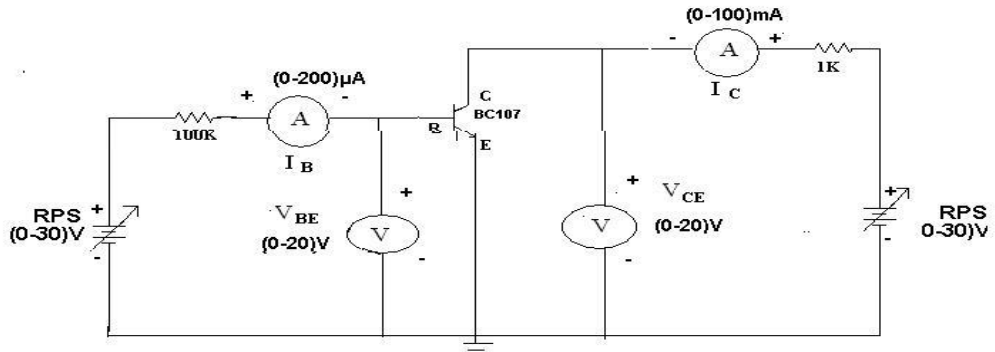 (0-100)mA
- A +
1K
I C
(0-200)µA
+ A -
100K
I B
C
BC107
B
E
RPS
(0-30)V
+
-
V BE
(0-20)V
+
V
-
+
V
-
V CE
(0-20)V
+
-
RPS
0-30)V